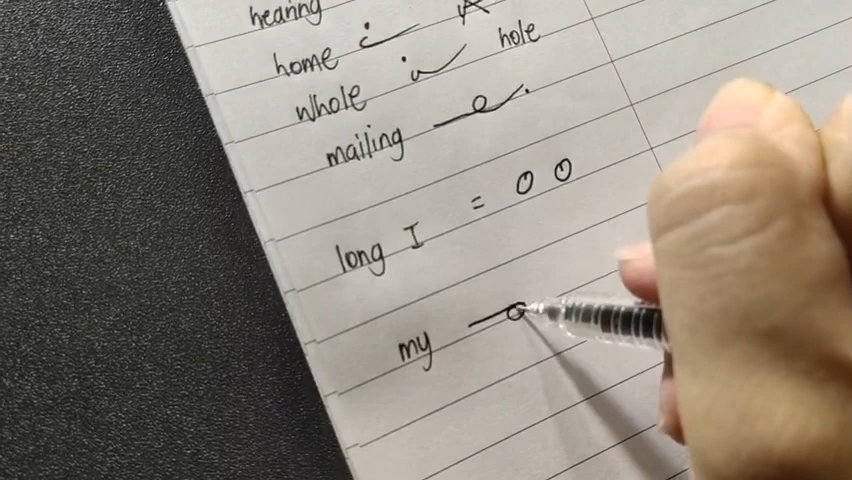 hearing
home
whole hole
mailing
long I =
my